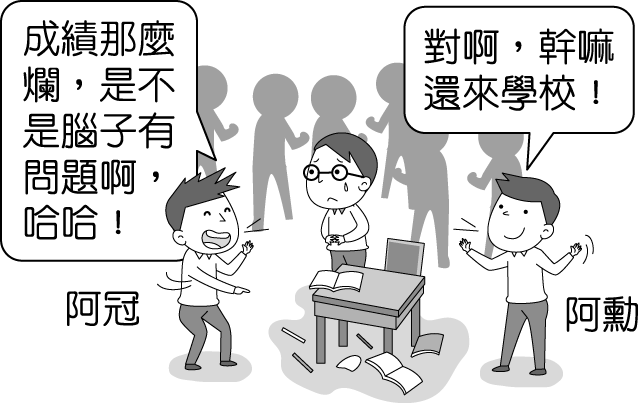 成績那麼
爛，是不
是腦子有
問題啊，
哈哈！
對啊，幹嘛
還來學校！
阿冠
阿勳